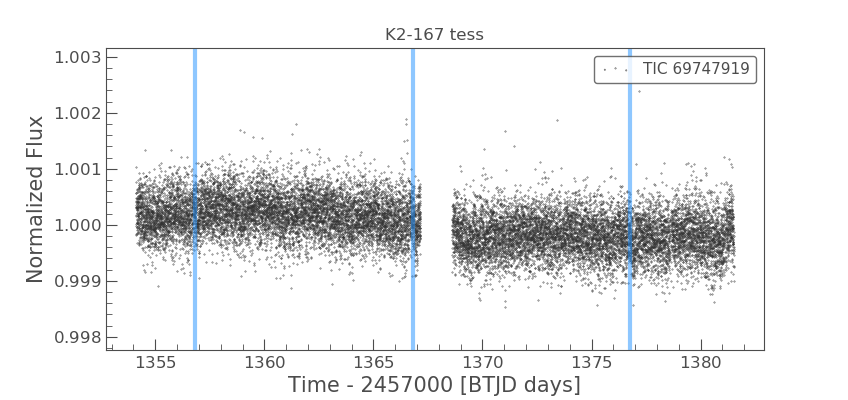 K2-167 tess
TIC 69747919
Normalized Flux
1.003
1.002
1.001
1.000
0.999
0.998
1355 1360 1365 1370 1375 1380
Time - 2457000 [BTJD days]